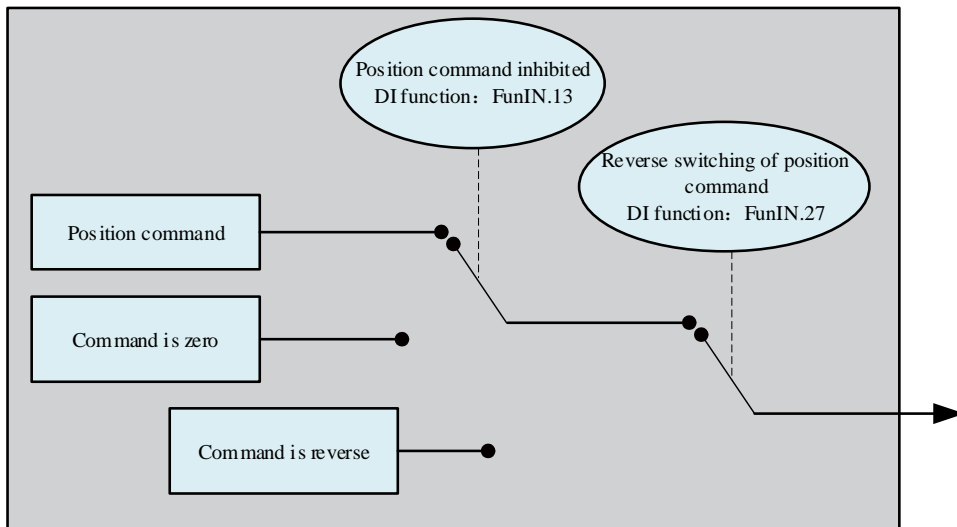 Position command inhibited
DI function：FunIN.13
Reverse switching of position
command
DI function：FunIN.27
Position command
Command is zero
Command is reverse